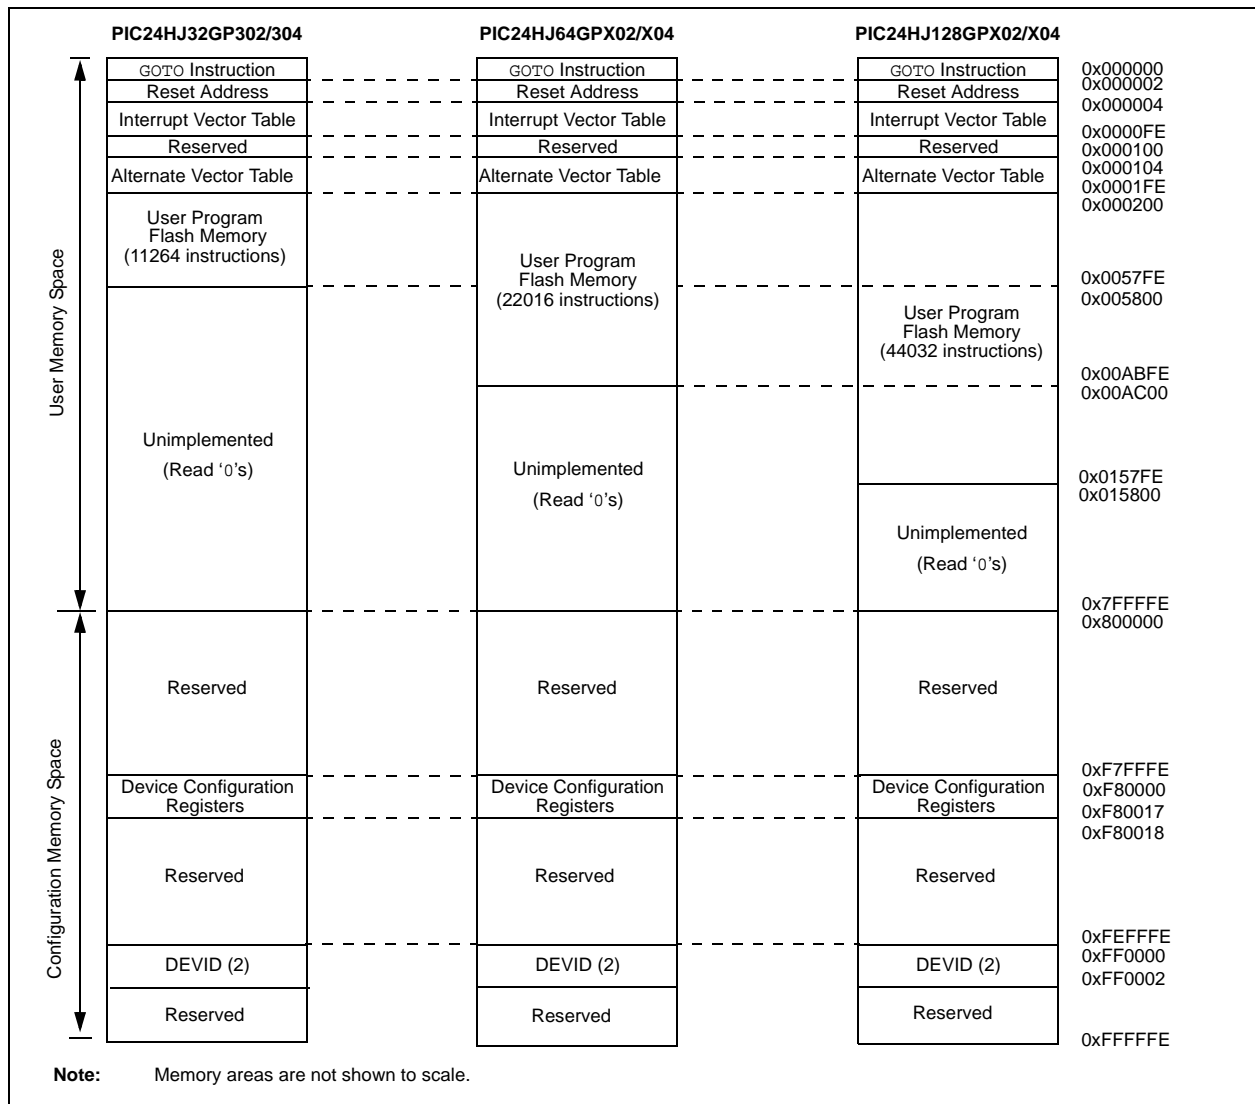 PIC24HJ32GP302/304
PIC24HJ64GPX02/X04
PIC24HJ128GPX02/X04
GOTO Instruction
GOTO Instruction
GOTO Instruction
0x000000
Reset Address
Reset Address
Reset Address
0x000002
0x000004
Interrupt Vector Table
Interrupt Vector Table
Interrupt Vector Table
0x0000FE
Reserved
Reserved
Reserved
0x000100
0x000104
Alternate Vector Table
Alternate Vector Table
Alternate Vector Table
0x0001FE
0x000200
User Memory Space
User Program
Flash Memory
(11264 instructions)
User Program
Flash Memory
(22016 instructions)
User Program
Flash Memory
(44032 instructions)
0x0057FE
0x005800
0x00ABFE
0x00AC00
Unimplemented
(Read ‘0’s)
Unimplemented
(Read ‘0’s)
Unimplemented
(Read ‘0’s)
0x0157FE
0x015800
0x7FFFFE
0x800000
Configuration Memory Space
Reserved
Reserved
Reserved
0xF7FFFE
Device Configuration
Registers
Device Configuration
Registers
Device Configuration
Registers
0xF80000
0xF80017
0xF80018
Reserved
Reserved
Reserved
0xFEFFFE
0xFF0000
DEVID (2)
DEVID (2)
DEVID (2)
0xFF0002
Reserved
Reserved
Reserved
0xFFFFFE
Note: Memory areas are not shown to scale.